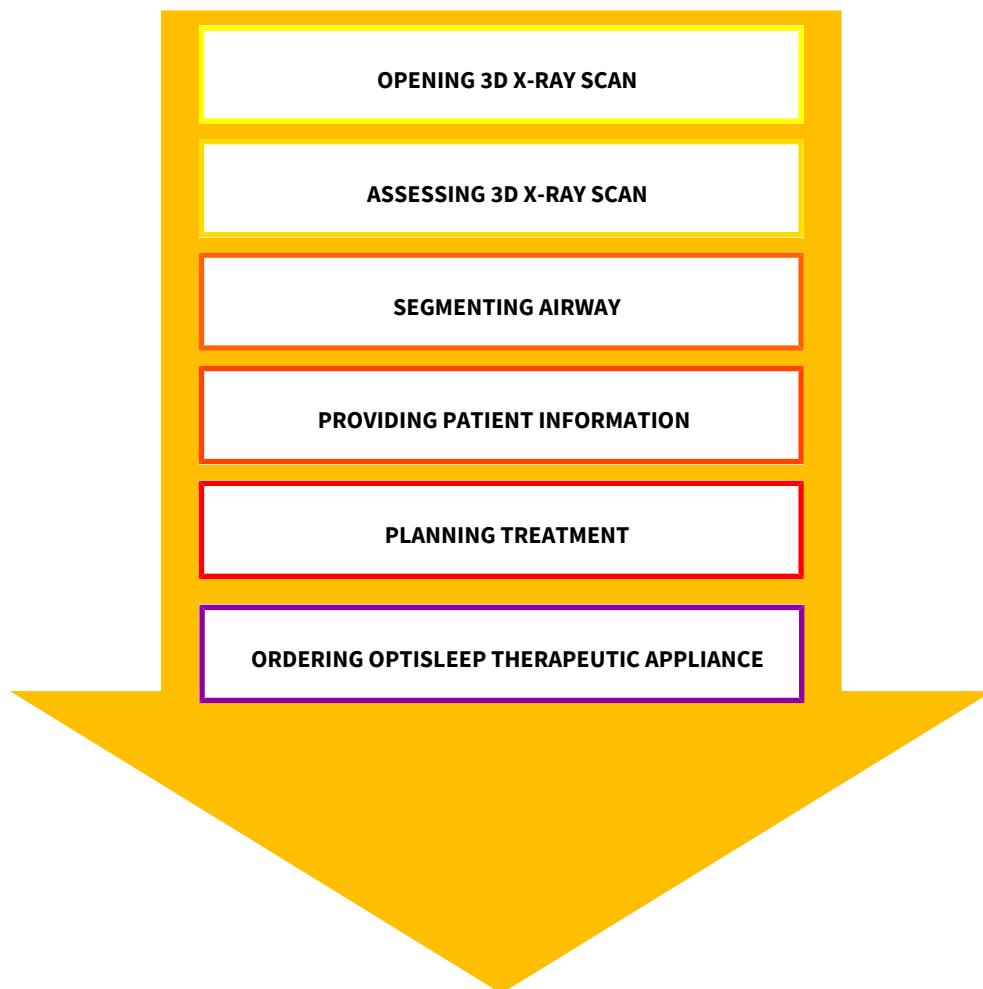 OPENING 3D X-RAY SCAN
ASSESSING 3D X-RAY SCAN
SEGMENTING AIRWAY
PROVIDING PATIENT INFORMATION
PLANNING TREATMENT
ORDERING OPTISLEEP THERAPEUTIC APPLIANCE